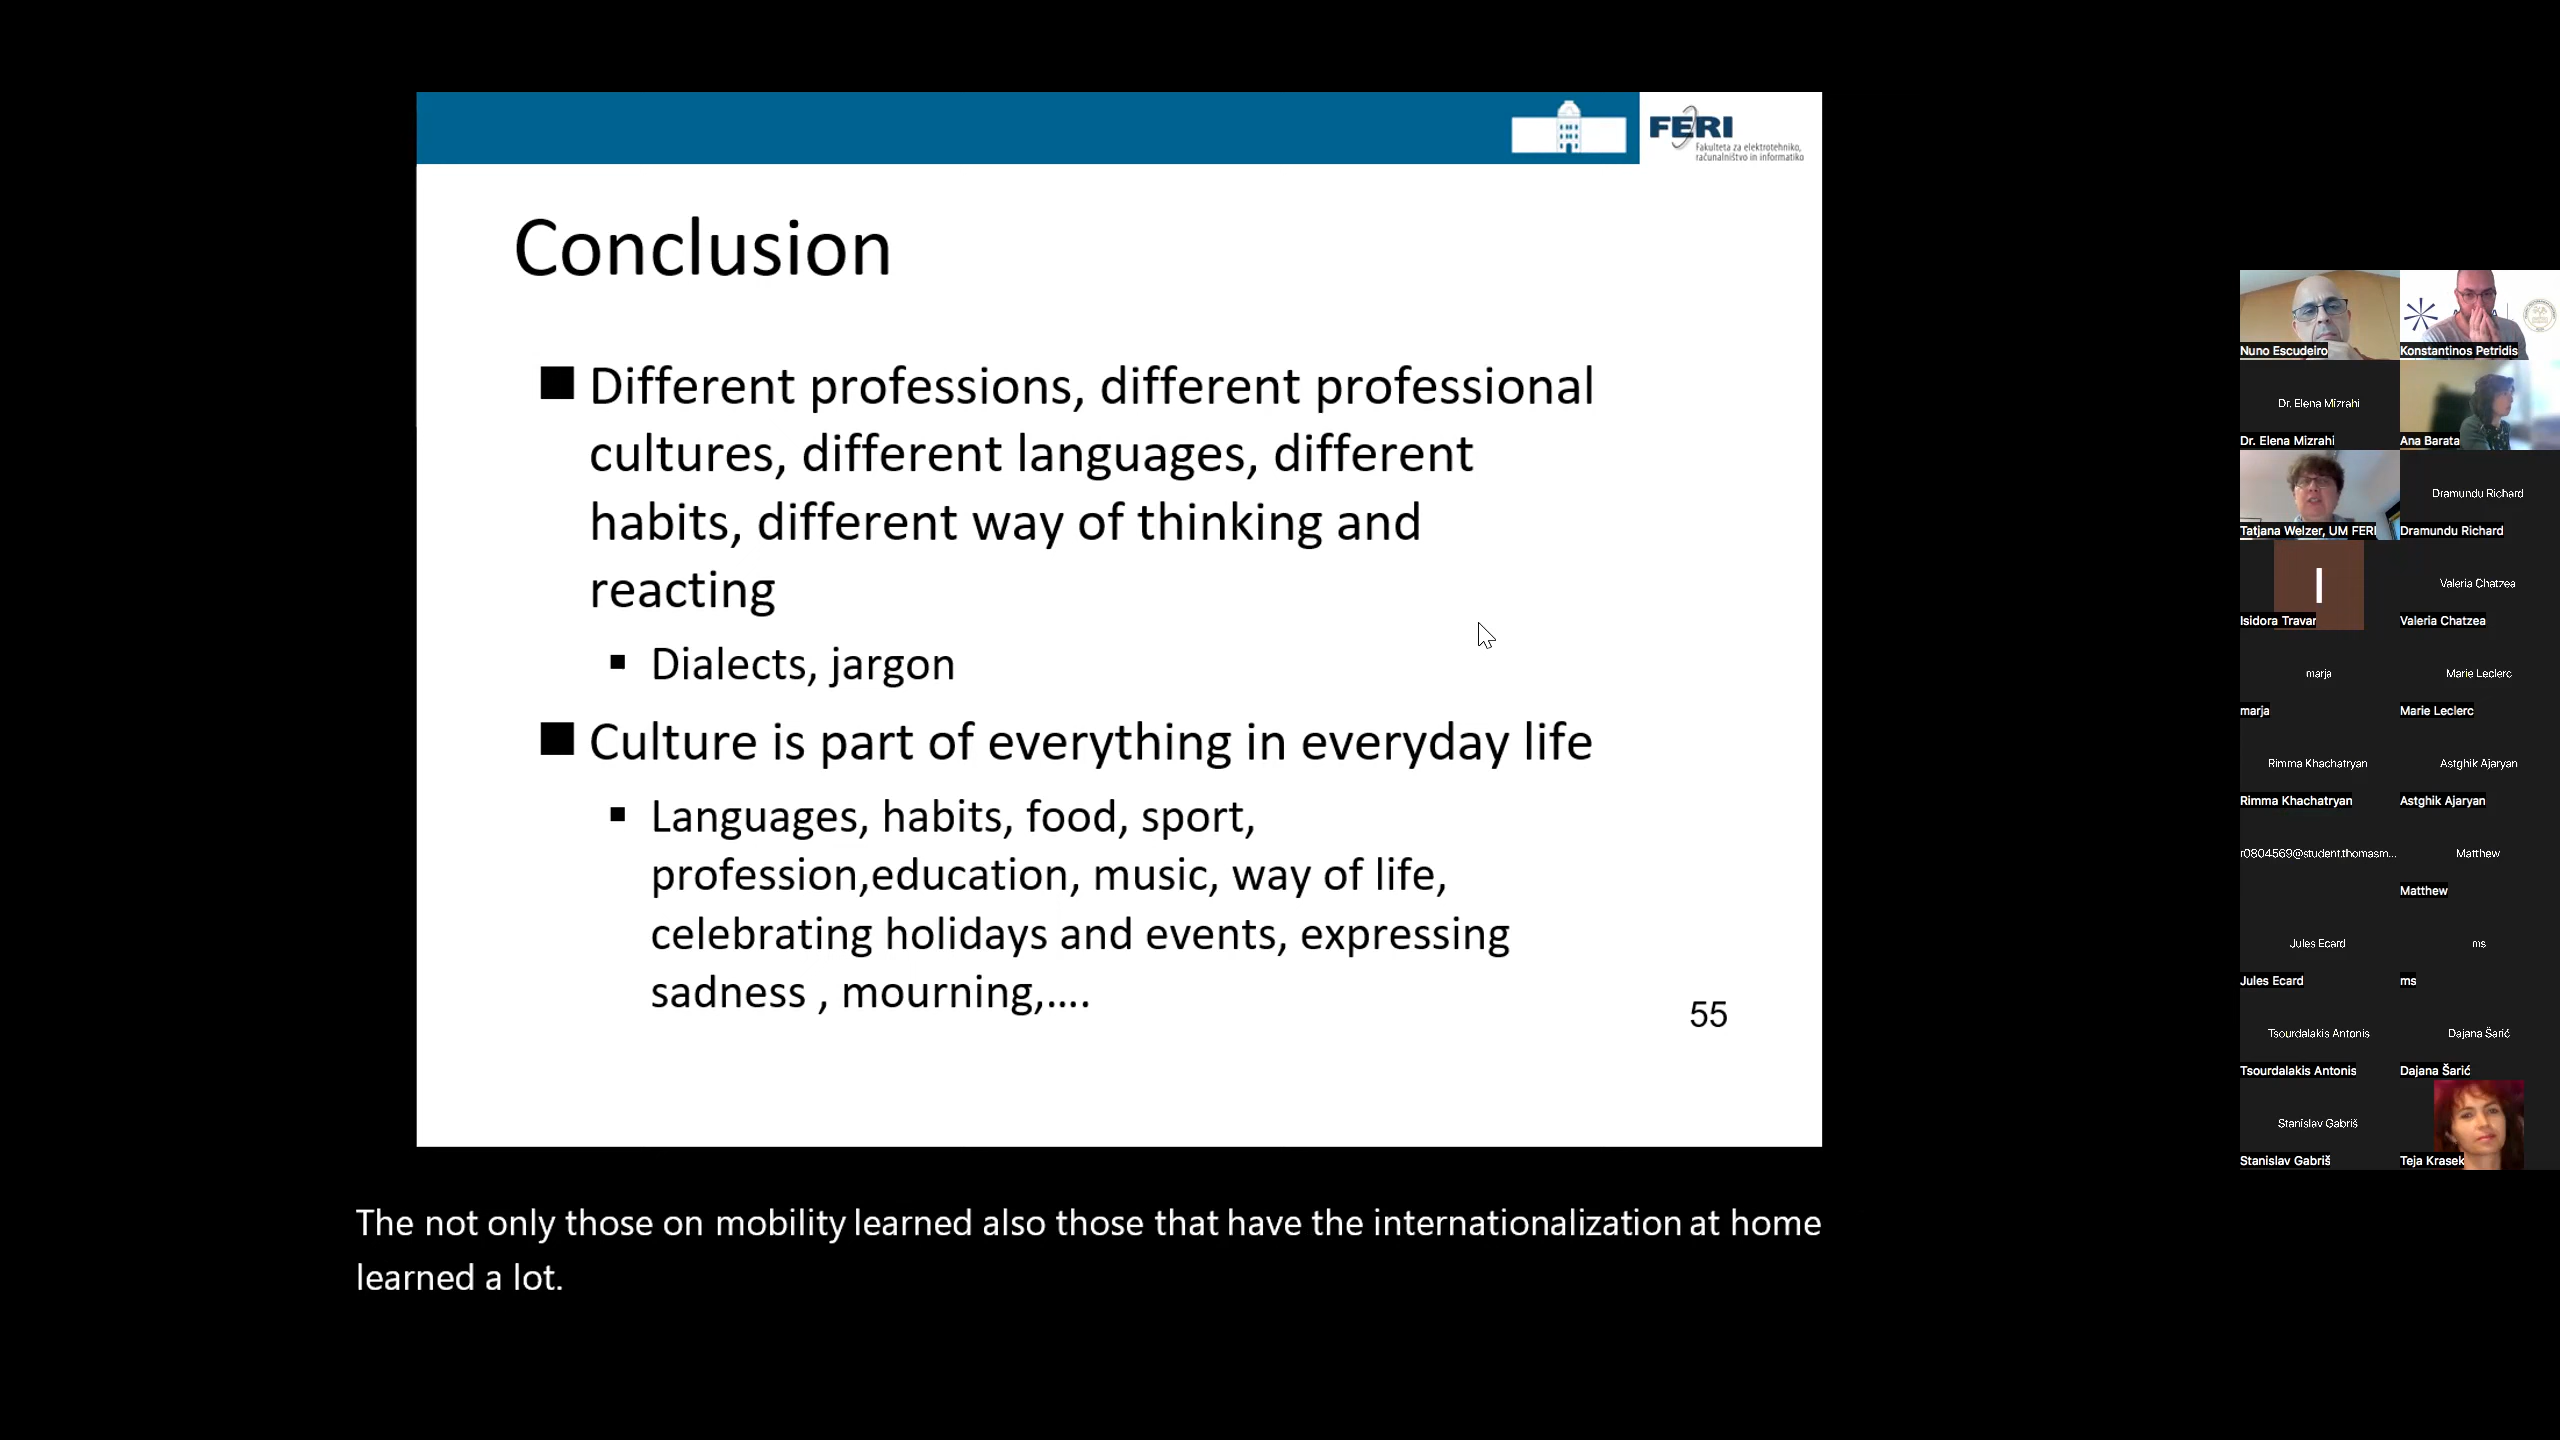 FERI
Fakulteta za elektrotehniko,
računalništvo in informatiko
Conclusion
Different professions, different professional
cultures, different languages, different
habits, different way of thinking and
reacting
Dialects, jargon
Culture is part of everything in everyday life
Languages, habits, food, sport,
profession,education, music, way of life,
celebrating holidays and events, expressing
sadness , mourning,....
55
The not only those on mobility learned also those that have the internationalization at home
learned a lot.
Nuno Escudeiro
Konstantinos Petridis
Dr. Elena Mizrahi
Dr. Elena Mizrahi
Ana Barata
Tatjana Welzer, UM FERI
Dramundu Richard
Dramundu Richard
I
Isidora Travar
Valeria Chatzea
Valeria Chatzea
marja
marja
Marie Leclerc
Marie Leclerc
Rimma Khachatryan
Rimma Khachatryan
Astghik Ajaryan
Astghik Ajaryan
r0804569@student.thomasm...
Matthew
Matthew
Jules Ecard
Jules Ecard
ms
ms
Tsourdalakis Antonis
Tsourdalakis Antonis
Dajana Šarić
Dajana Šarić
Stanislav Gabriš
Stanislav Gabriš
Teja Krasek